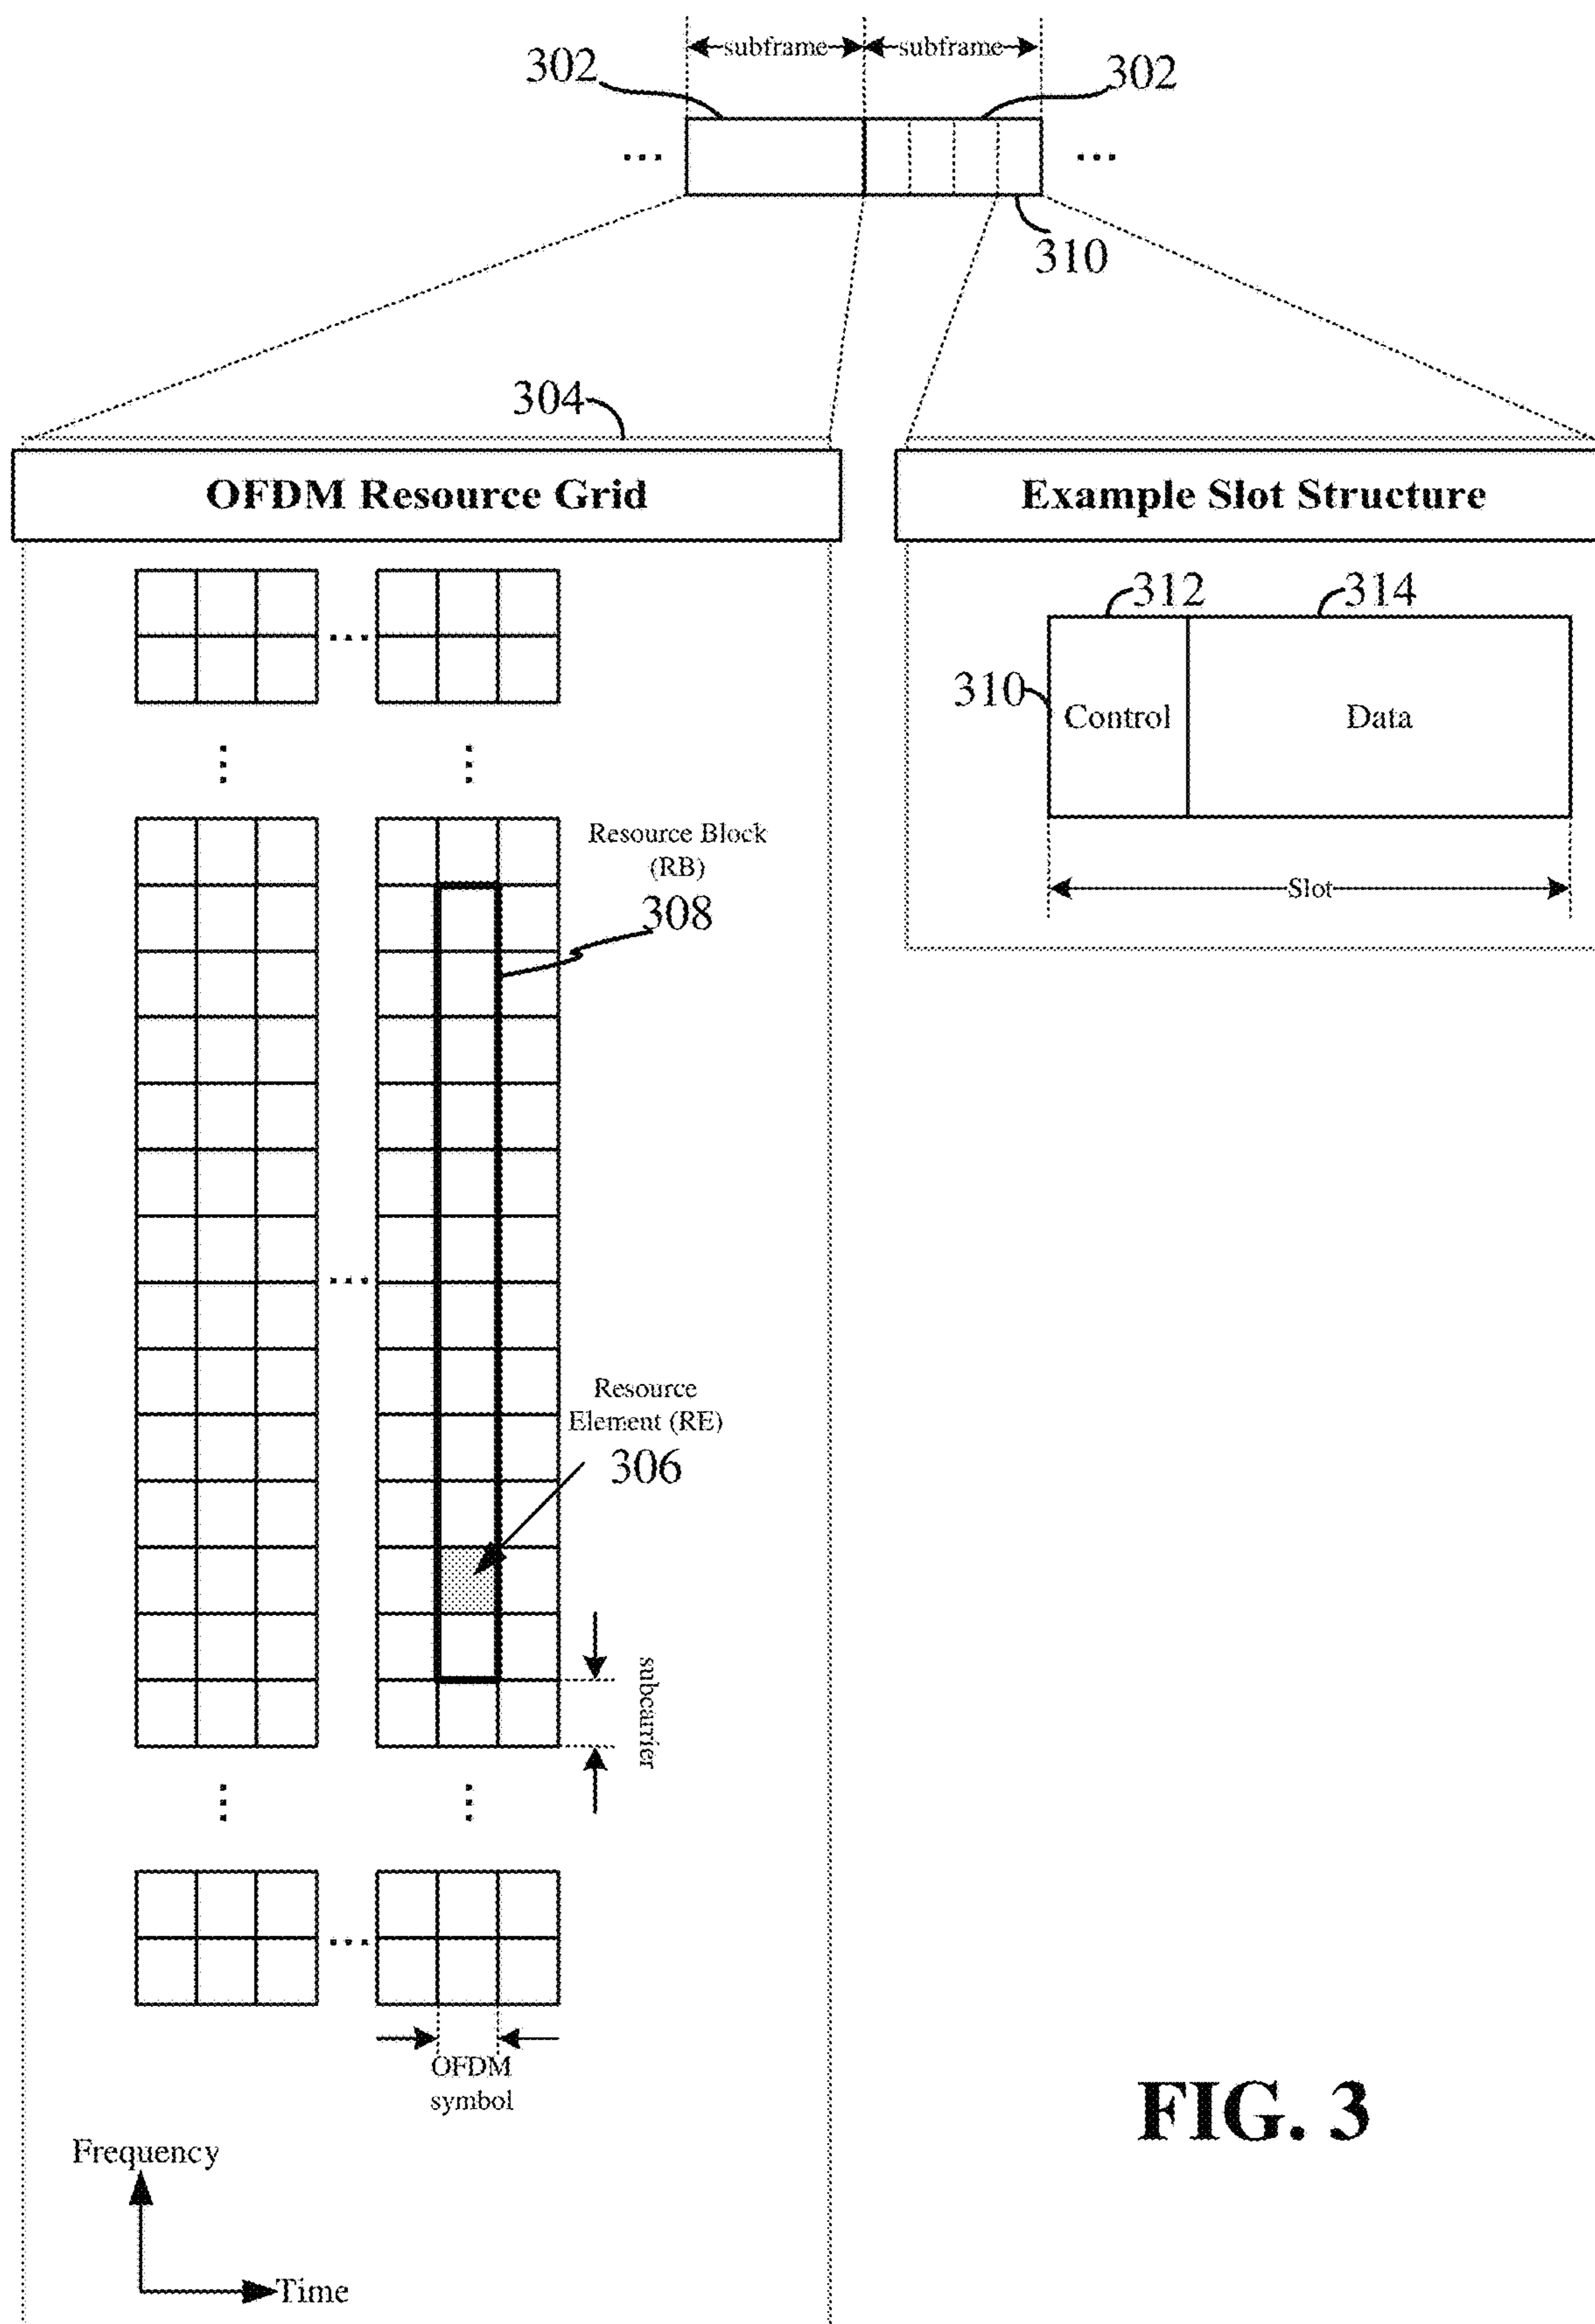 subframe subframe
302 302
... ...
310
304
OFDM Resource Grid
Example Slot Structure
312 314
310
Control Data
Slot
Resource Block
(RB)
308
Resource
Element (RE)
306
subcarrier
OFDM
symbol
Frequency
Time
FIG. 3